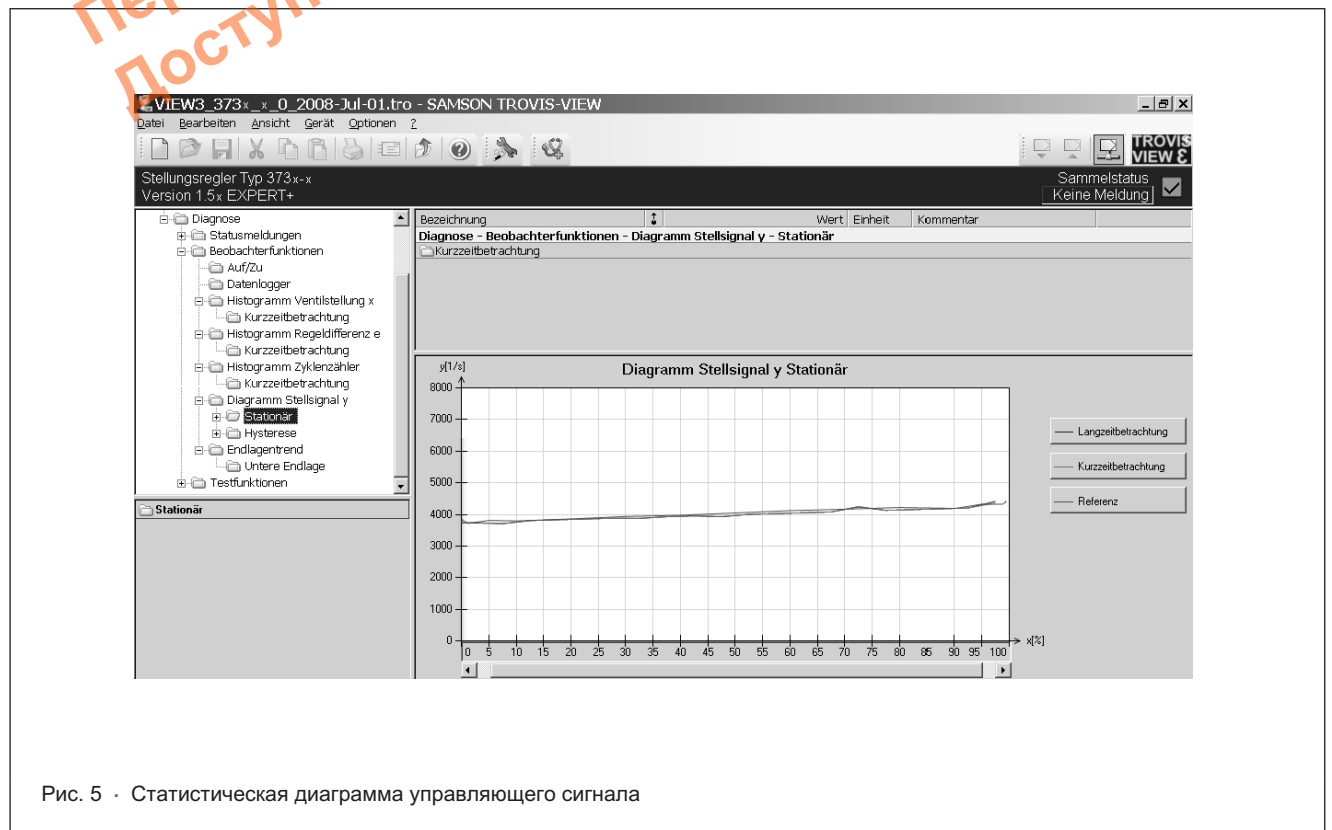 Доступ
VIEW3_373x_x_0_2008-Jul-01.tro - SAMSON TROVIS-VIEW
Datei Bearbeiten Ansicht Gerät Optionen ?
TROVIS
VIEW 3
Stellungsregler Typ 373x-x
Version 1.5x EXPERT+
Sammelstatus
Keine Meldung
Diagnose
Statusmeldungen
Beobachterfunktionen
Auf/Zu
Datenlogger
Histogramm Ventilstellung x
Kurzzeitbetrachtung
Histogramm Regeldifferenz e
Kurzzeitbetrachtung
Histogramm Zyklenzähler
Kurzzeitbetrachtung
Diagramm Stellsignal y
Stationär
Hysterese
Endlagentrend
Untere Endlage
Testfunktionen
Stationär
Bezeichnung Wert Einheit Kommentar
Diagnose - Beobachterfunktionen - Diagramm Stellsignal y - Stationär
Kurzzeitbetrachtung
Diagramm Stellsignal y Stationär
y[1/s]
8000
7000
6000
5000
4000
3000
2000
1000
0
0 5 10 15 20 25 30 35 40 45 50 55 60 65 70 75 80 85 90 95 100
x[%]
Langzeitbetrachtung
Kurzzeitbetrachtung
Referenz
Рис. 5 · Статистическая диаграмма управляющего сигнала